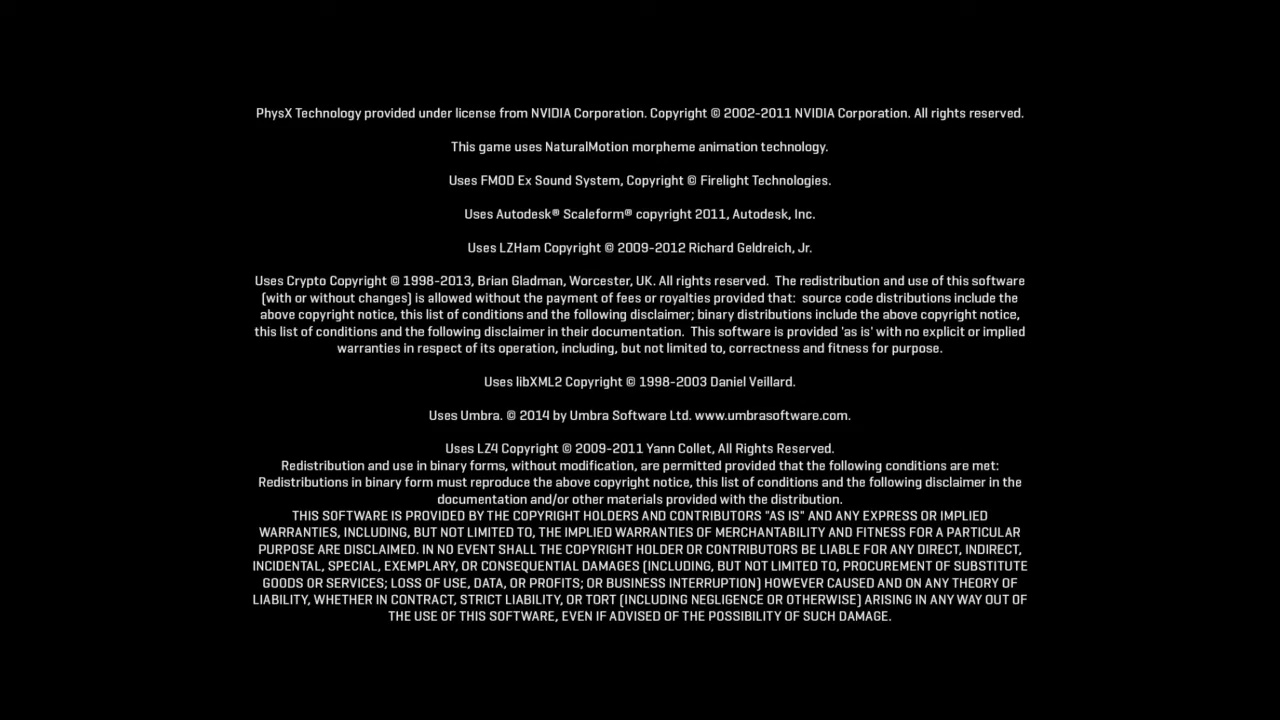 PhysX Technology provided under license from NVIDIA Corporation. Copyright © 2002-2011 NVIDIA Corporation. All rights reserved.
This game uses NaturalMotion morpheme animation technology.
Uses FMOD Ex Sound System, Copyright © Firelight Technologies.
Uses Autodesk® Scaleform® copyright 2011, Autodesk, Inc.
Uses LZHam Copyright © 2009-2012 Richard Geldreich, Jr.
Uses Crypto Copyright © 1998-2013, Brian Gladman, Worcester, UK. All rights reserved.  The redistribution and use of this software
(with or without changes) is allowed without the payment of fees or royalties provided that:  source code distributions include the
above copyright notice, this list of conditions and the following disclaimer; binary distributions include the above copyright notice,
this list of conditions and the following disclaimer in their documentation.  This software is provided 'as is' with no explicit or implied
warranties in respect of its operation, including, but not limited to, correctness and fitness for purpose.
Uses libXML2 Copyright © 1998-2003 Daniel Veillard.
Uses Umbra. © 2014 by Umbra Software Ltd. www.umbrasoftware.com.
Uses LZ4 Copyright © 2009-2011 Yann Collet, All Rights Reserved.
Redistribution and use in binary forms, without modification, are permitted provided that the following conditions are met:
Redistributions in binary form must reproduce the above copyright notice, this list of conditions and the following disclaimer in the
documentation and/or other materials provided with the distribution.
THIS SOFTWARE IS PROVIDED BY THE COPYRIGHT HOLDERS AND CONTRIBUTORS "AS IS" AND ANY EXPRESS OR IMPLIED
WARRANTIES, INCLUDING, BUT NOT LIMITED TO, THE IMPLIED WARRANTIES OF MERCHANTABILITY AND FITNESS FOR A PARTICULAR
PURPOSE ARE DISCLAIMED. IN NO EVENT SHALL THE COPYRIGHT HOLDER OR CONTRIBUTORS BE LIABLE FOR ANY DIRECT, INDIRECT,
INCIDENTAL, SPECIAL, EXEMPLARY, OR CONSEQUENTIAL DAMAGES (INCLUDING, BUT NOT LIMITED TO, PROCUREMENT OF SUBSTITUTE
GOODS OR SERVICES; LOSS OF USE, DATA, OR PROFITS; OR BUSINESS INTERRUPTION) HOWEVER CAUSED AND ON ANY THEORY OF
LIABILITY, WHETHER IN CONTRACT, STRICT LIABILITY, OR TORT (INCLUDING NEGLIGENCE OR OTHERWISE) ARISING IN ANY WAY OUT OF
THE USE OF THIS SOFTWARE, EVEN IF ADVISED OF THE POSSIBILITY OF SUCH DAMAGE.